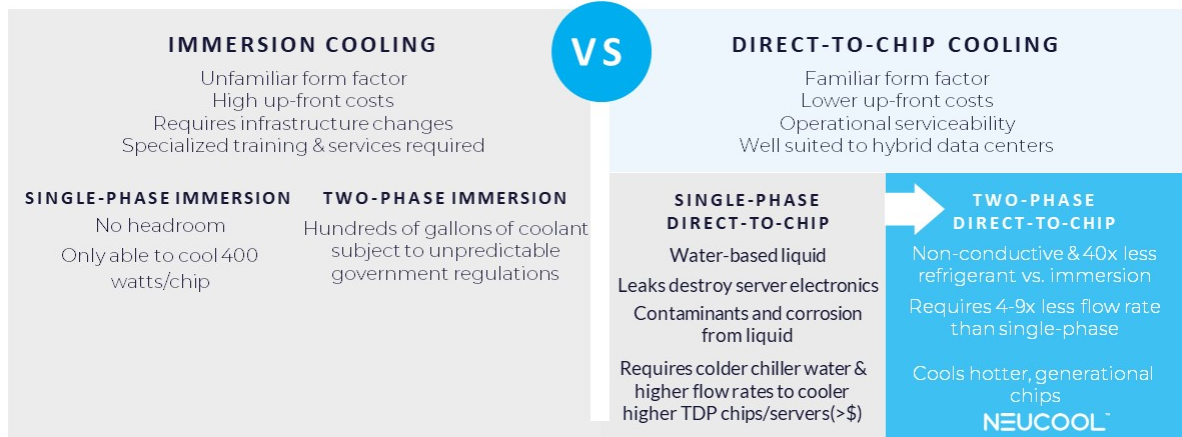 IMMERSION COOLING
Unfamiliar form factor
High up-front costs
Requires infrastructure changes
Specialized training & services required
SINGLE-PHASE IMMERSION
No headroom
Only able to cool 400
watts/chip
TWO-PHASE IMMERSION
Hundreds of gallons of coolant
subject to unpredictable
government regulations
VS
DIRECT-TO-CHIP COOLING
Familiar form factor
Lower up-front costs
Operational serviceability
Well suited to hybrid data centers
SINGLE-PHASE
DIRECT-TO-CHIP
Water-based liquid
Leaks destroy server electronics
Contaminants and corrosion
from liquid
Requires colder chiller water &
higher flow rates to cooler
higher TDP chips/servers(>$)
TWO-PHASE
DIRECT-TO-CHIP
Non-conductive & 40x less
refrigerant vs. immersion
Requires 4-9x less flow rate
than single-phase
Cools hotter, generational
chips
NEUCOOL™